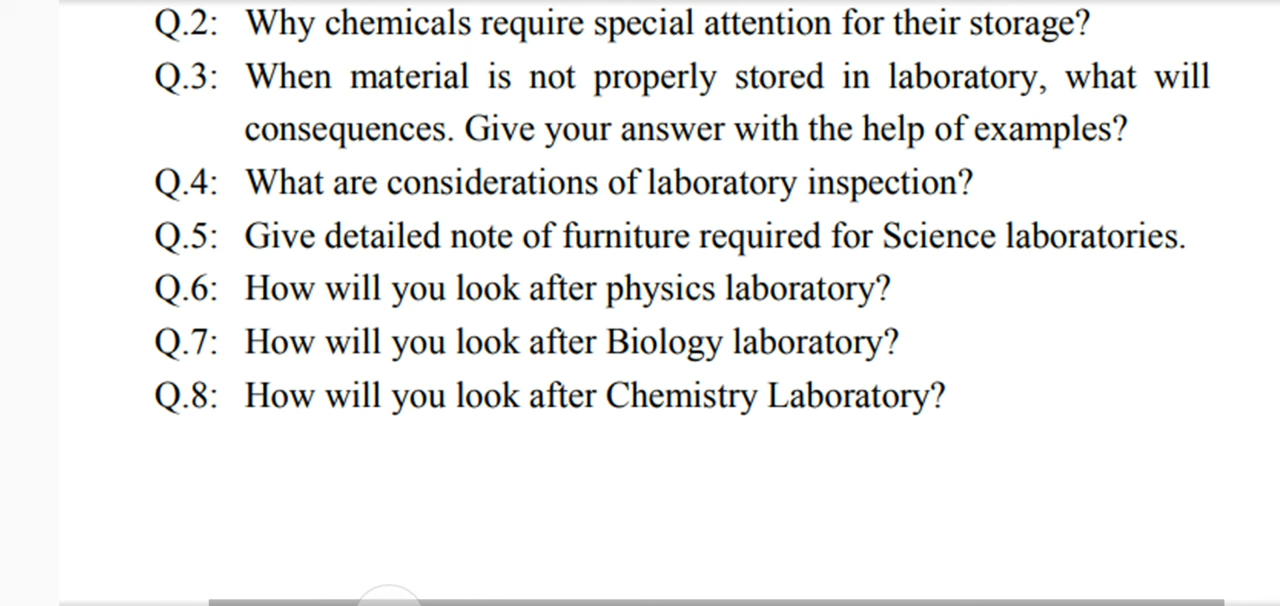 Q.2: Why chemicals require special attention for their storage?
Q.3: When material is not properly stored in laboratory, what will
consequences. Give your answer with the help of examples?
Q.4: What are considerations of laboratory inspection?
Q.5: Give detailed note of furniture required for Science laboratories.
Q.6: How will you look after physics laboratory?
Q.7: How will you look after Biology laboratory?
Q.8: How will you look after Chemistry Laboratory?